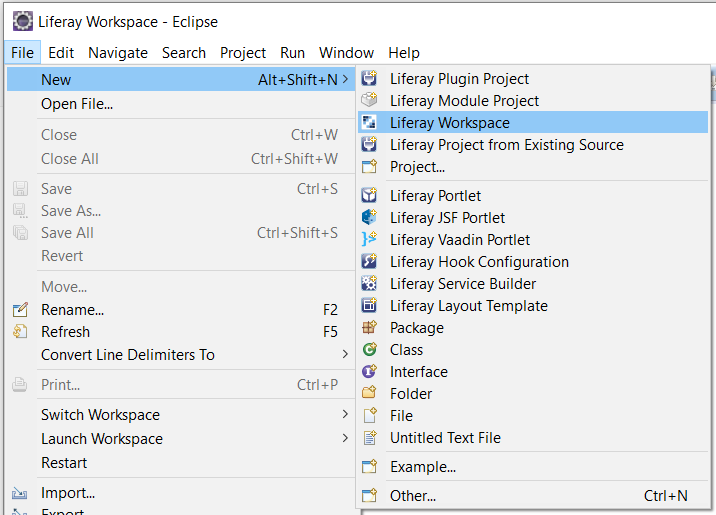 Liferay Workspace - Eclipse
File Edit Navigate Search Project Run Window Help
New Alt+Shift+N
Open File...
Close Ctrl+W
Close All Ctrl+Shift+W
Save Ctrl+S
Save As...
Save All Ctrl+Shift+S
Revert
Move...
Rename... F2
Refresh F5
Convert Line Delimiters To
Print... Ctrl+P
Switch Workspace
Launch Workspace
Restart
Import...
Export
Liferay Plugin Project
Liferay Module Project
Liferay Workspace
Liferay Project from Existing Source
Project...
Liferay Portlet
Liferay JSF Portlet
Liferay Vaadin Portlet
Liferay Hook Configuration
Liferay Service Builder
Liferay Layout Template
Package
Class
Interface
Folder
File
Untitled Text File
Example...
Other... Ctrl+N